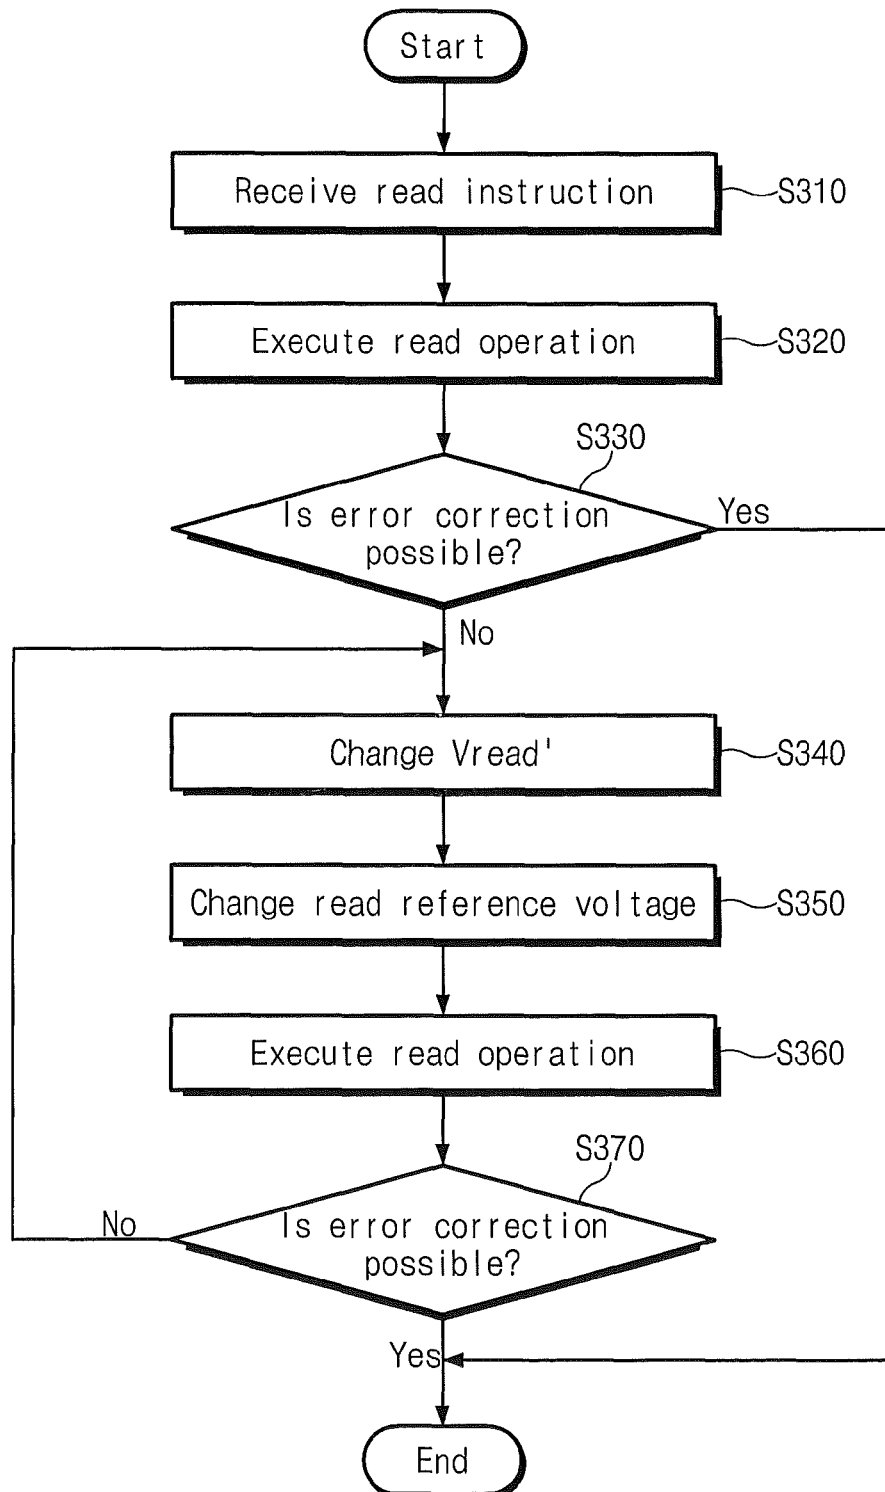 Start
Receive read instruction
S310
Execute read operation
S320
S330
Is error correction
possible?
Yes
No
Change Vread'
S340
Change read reference voltage
S350
Execute read operation
S360
S370
Is error correction
possible?
No
Yes
End